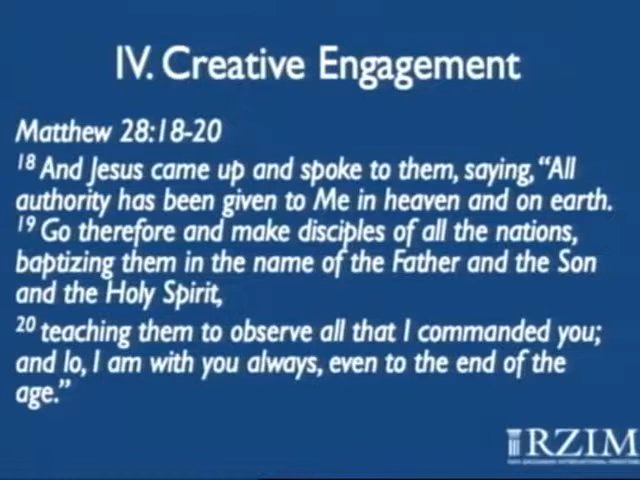 IV. Creative Engagement
Matthew 28:18-20
18 And Jesus came up and spoke to them, saying, “All
authority has been given to Me in heaven and on earth.
19 Go therefore and make disciples of all the nations,
baptizing them in the name of the Father and the Son
and the Holy Spirit,
20 teaching them to observe all that I commanded you;
and lo, I am with you always, even to the end of the
age.”
RZIM